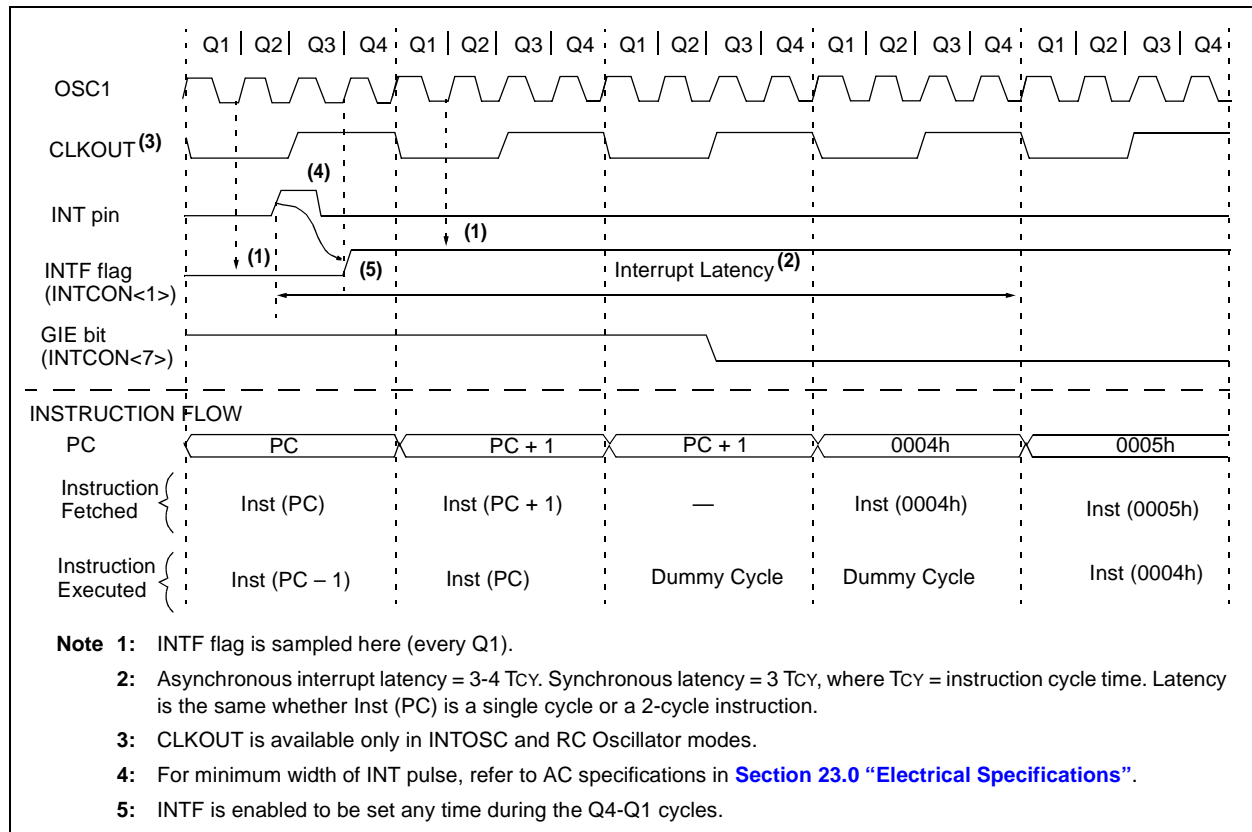 Q1 Q2 Q3 Q4 Q1 Q2 Q3 Q4 Q1 Q2 Q3 Q4 Q1 Q2 Q3 Q4 Q1 Q2 Q3 Q4
OSC1
CLKOUT (3)
(4)
INT pin
(1)
(1)
(5)
INTF flag
(INTCON<1>)
Interrupt Latency (2)
GIE bit
(INTCON<7>)
INSTRUCTION FLOW
PC PC PC + 1 PC + 1 0004h 0005h
Instruction
Fetched
Inst (PC) Inst (PC + 1) — Inst (0004h) Inst (0005h)
Instruction
Executed
Inst (PC – 1) Inst (PC) Dummy Cycle Dummy Cycle Inst (0004h)
Note 1: INTF flag is sampled here (every Q1).
2: Asynchronous interrupt latency = 3-4 TCY. Synchronous latency = 3 TCY, where TCY = instruction cycle time. Latency
is the same whether Inst (PC) is a single cycle or a 2-cycle instruction.
3: CLKOUT is available only in INTOSC and RC Oscillator modes.
4: For minimum width of INT pulse, refer to AC specifications in Section 23.0 “Electrical Specifications”.
5: INTF is enabled to be set any time during the Q4-Q1 cycles.